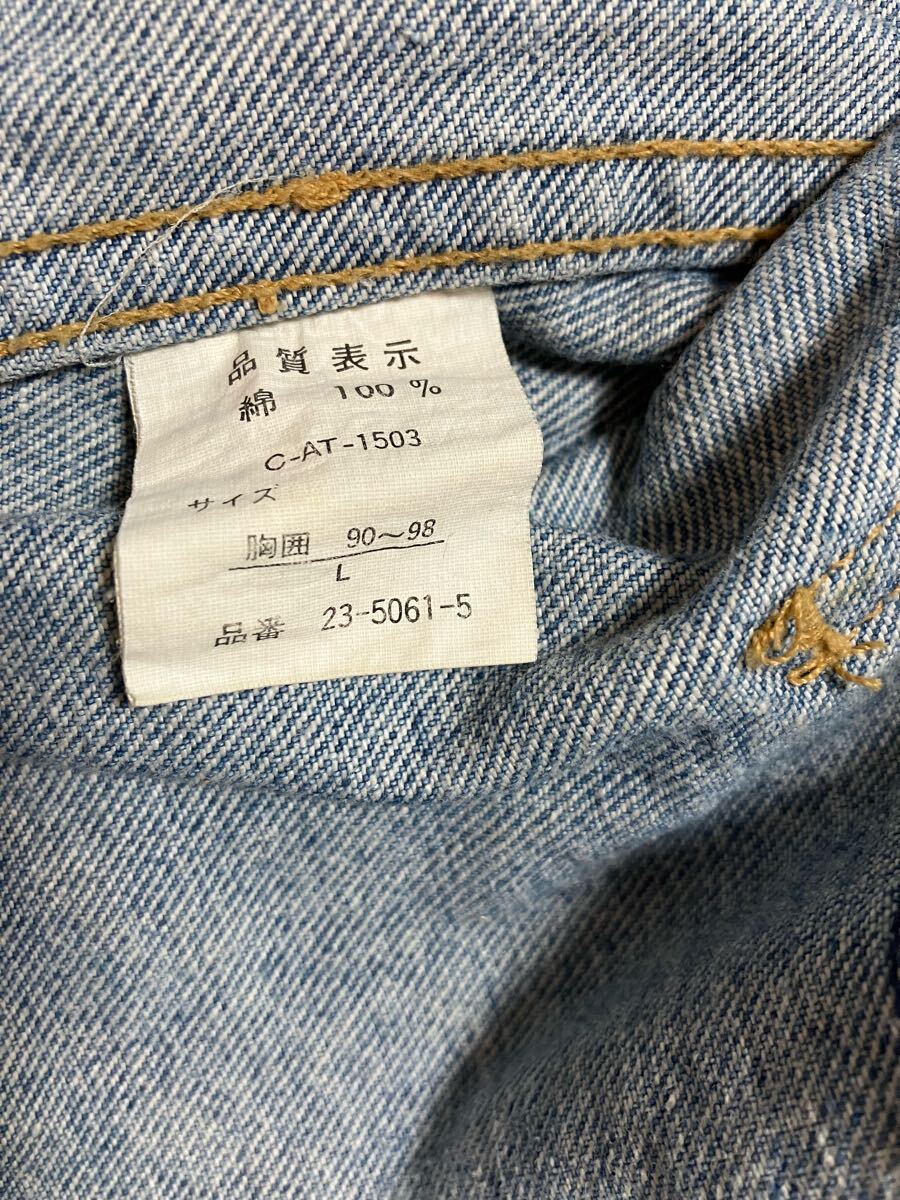 品質表示
綿 100%
C-AT-1503
サイズ
胸囲 90〜98
L
品番 23-5061-5